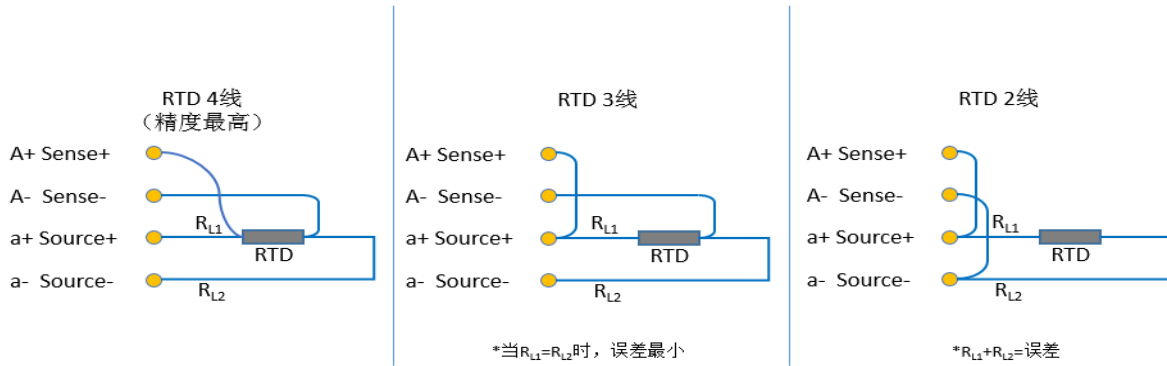 RTD 4线
（精度最高）
A+ Sense+
A- Sense-
a+ Source+
a- Source-
RL1
RTD
RL2
RTD 3线
A+ Sense+
A- Sense-
a+ Source+
a- Source-
RL1
RTD
RL2
*当RL1=RL2时，误差最小
RTD 2线
A+ Sense+
A- Sense-
a+ Source+
a- Source-
RL1
RTD
RL2
*RL1+RL2=误差